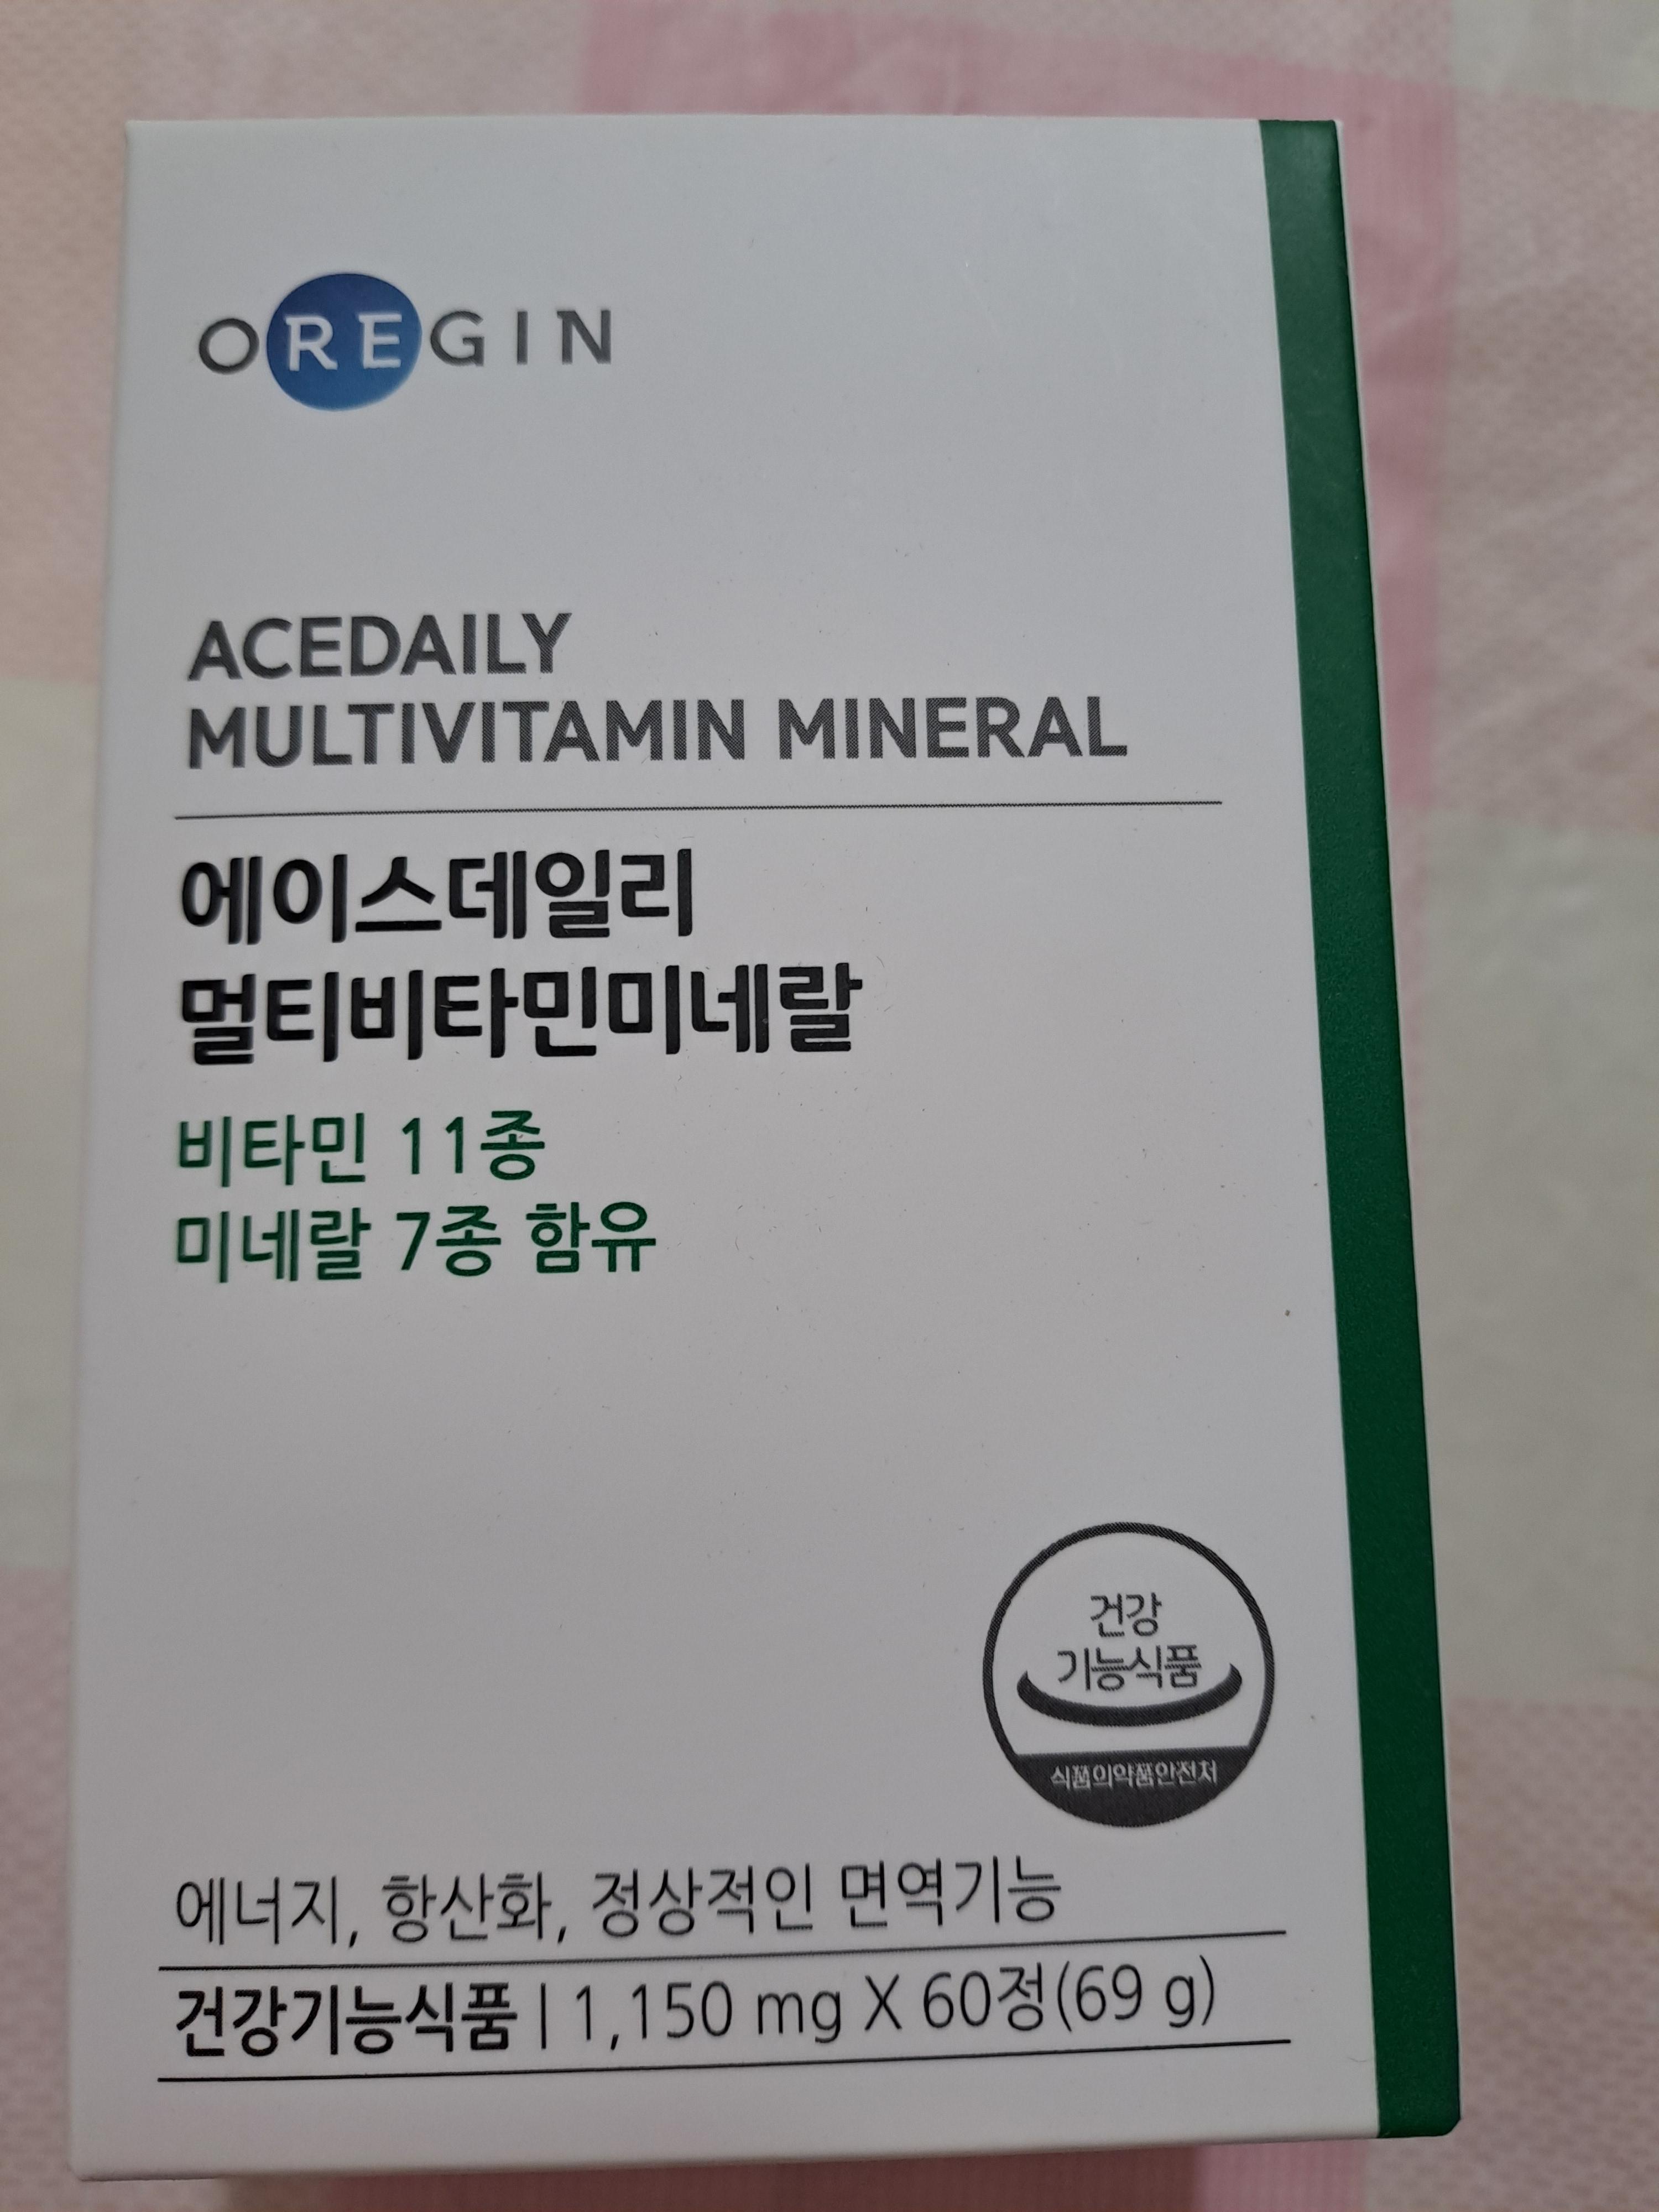 OREGIN
ACEDAILY
MULTIVITAMIN MINERAL
에이스데일리
멀티비타민미네랄
비타민 11종
미네랄 7종 함유
건강
기능식품
식품의약품안전처
에너지, 항산화, 정상적인 면역기능
건강기능식품 | 1,150 mg X 60정(69 g)